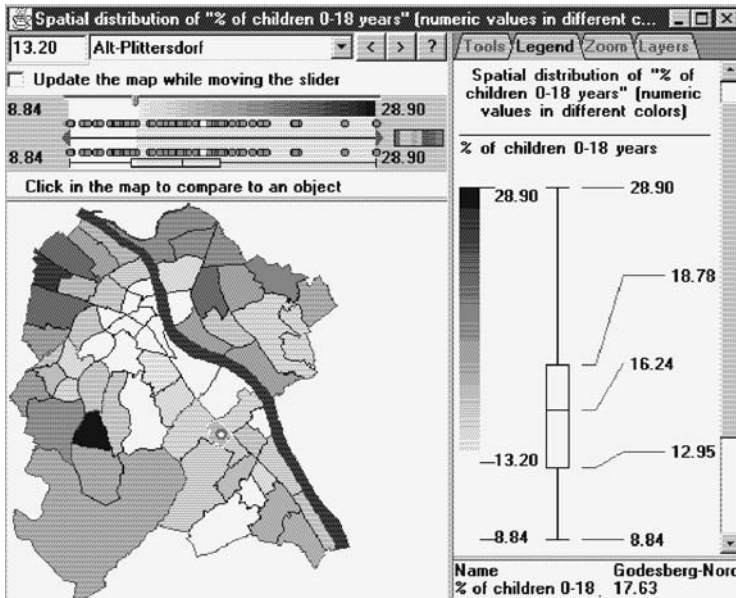 Spatial distribution of "% of children 0-18 years" (numeric values in different c...
13.20 Alt-Plittersdorf < > ?
Update the map while moving the slider
8.84 28.90
8.84 28.90
Click in the map to compare to an object
Tools Legend Zoom Layers
Spatial distribution of "% of
children 0-18 years" (numeric
values in different colors)
% of children 0-18 years
28.90 28.90
18.78
16.24
13.20 12.95
8.84 8.84
Name Godesberg-Nord
% of children 0-18 17.63